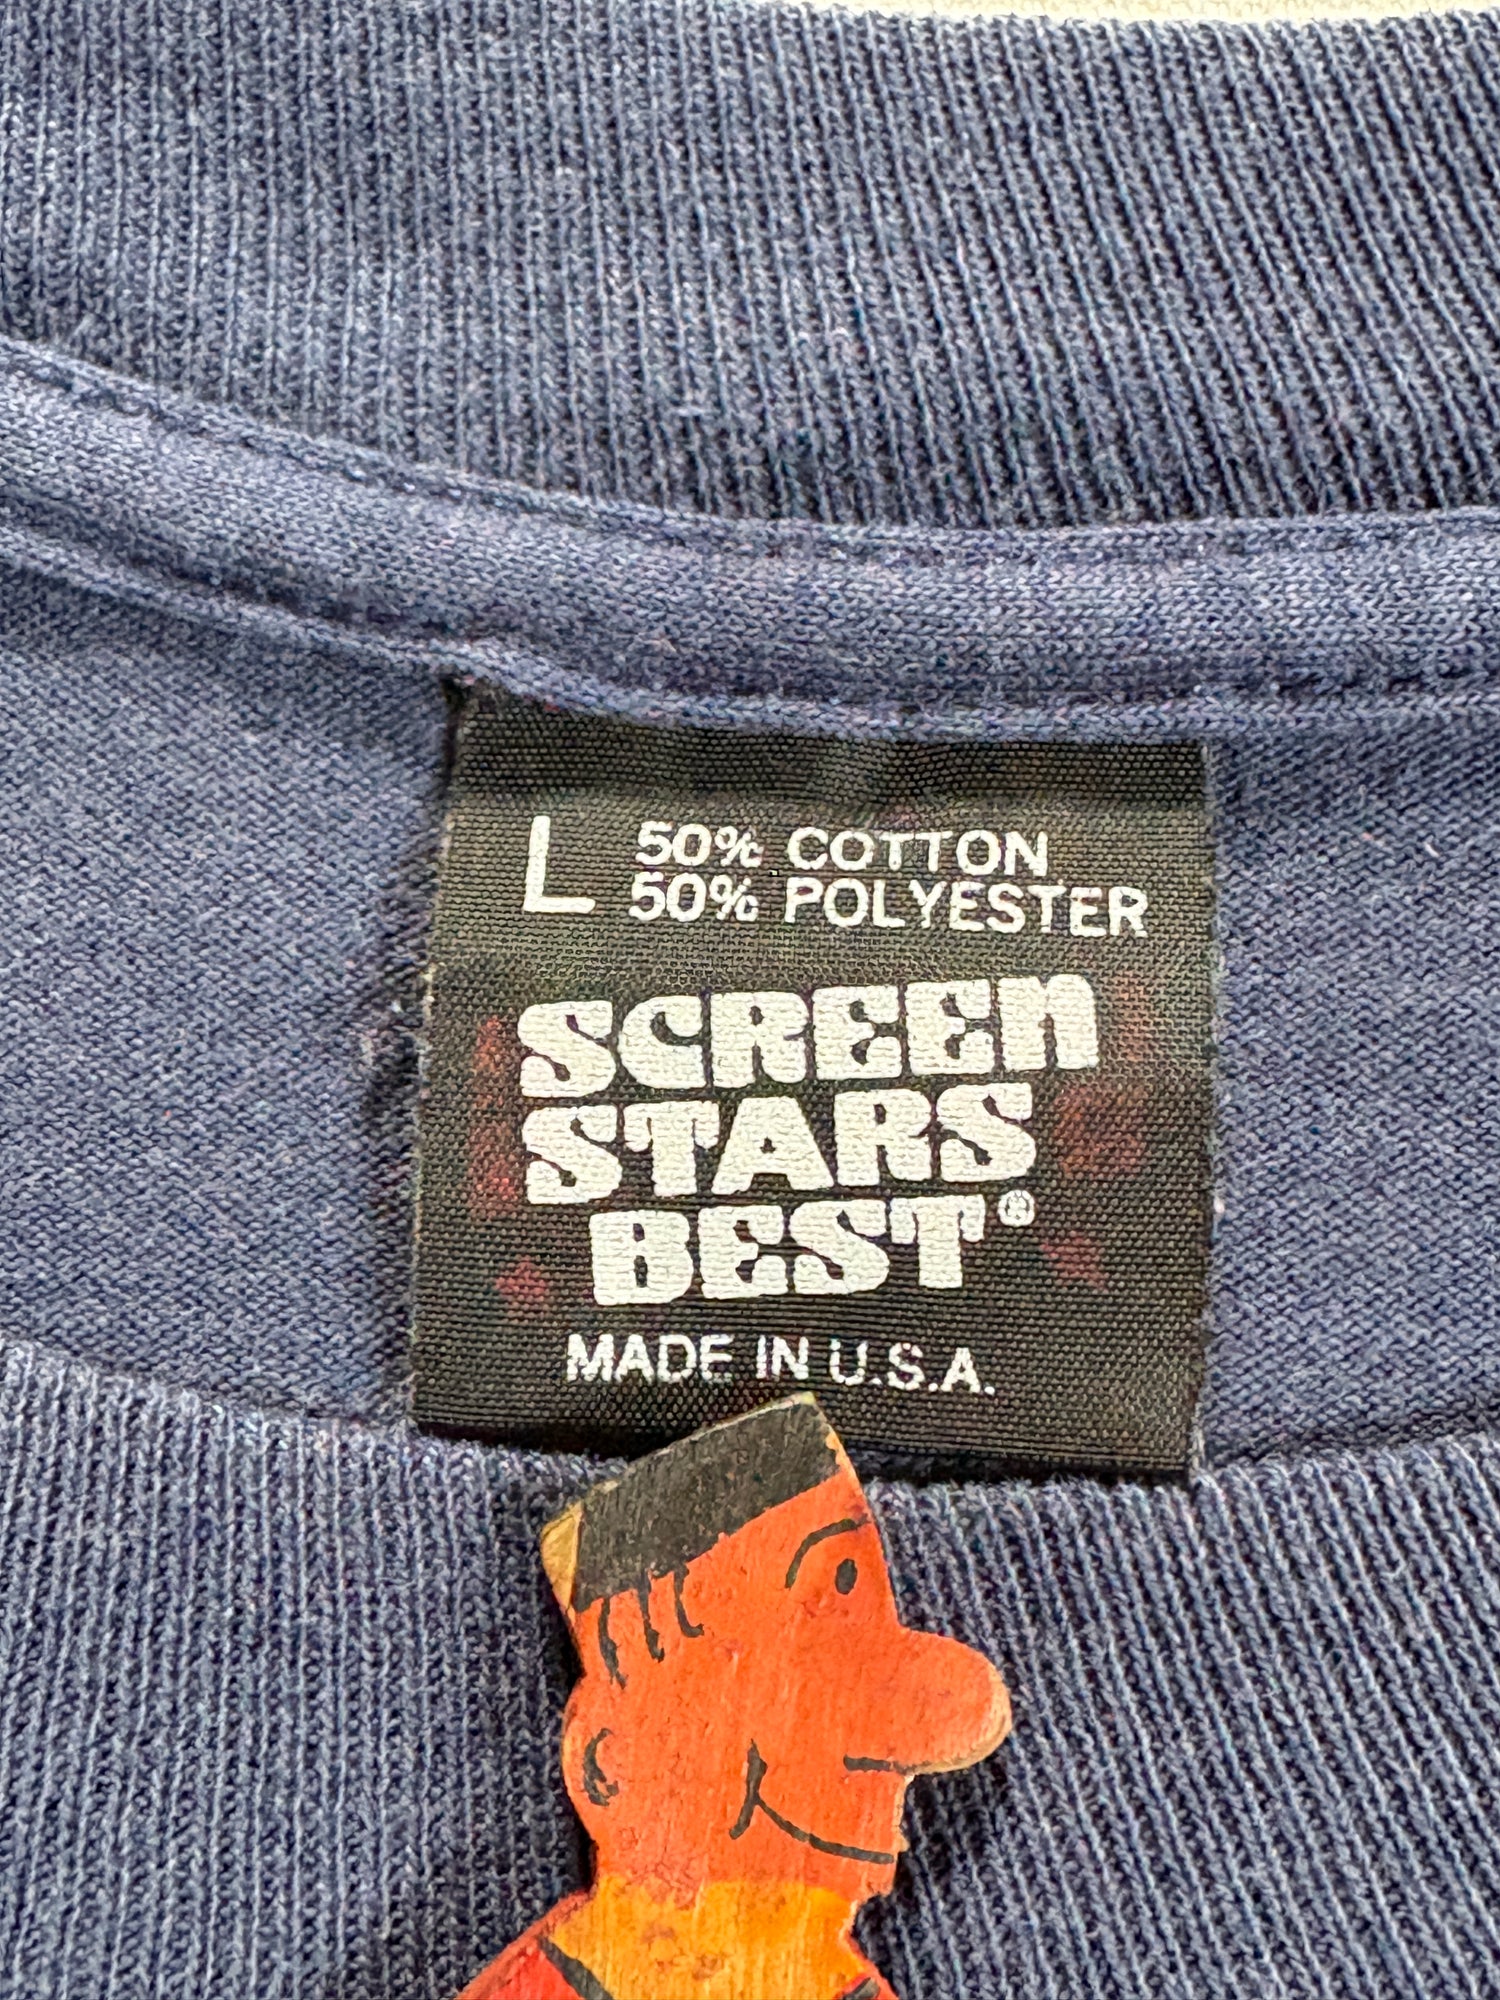 L 50% COTTON
50% POLYESTER
SCREEN
STARS
BEST®
MADE IN U.S.A.